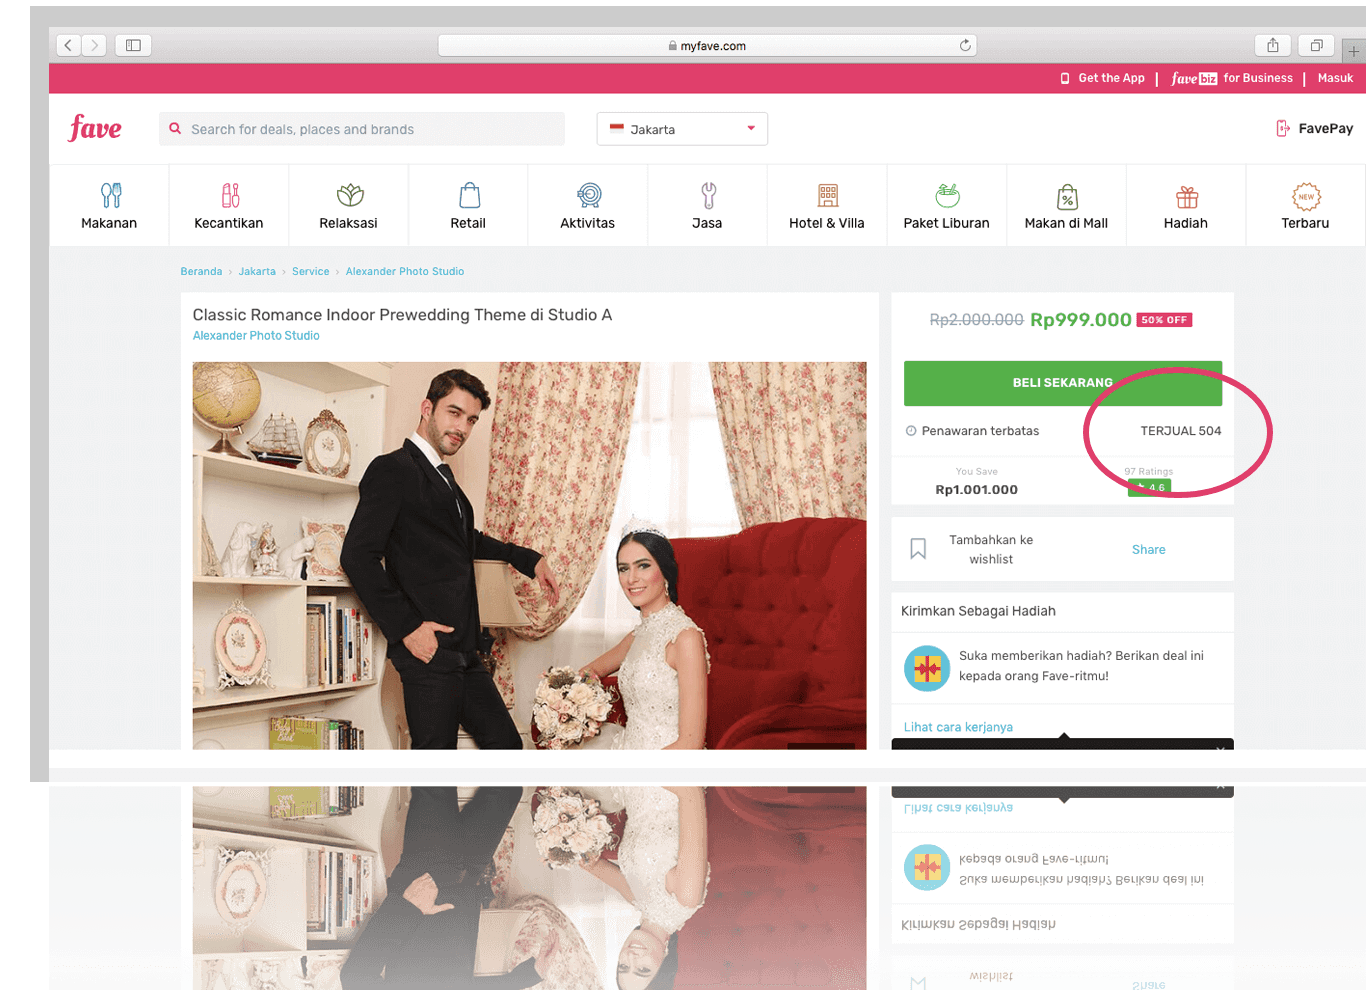 myfave.com
Get the App | fave biz for Business | Masuk
fave
Search for deals, places and brands
Jakarta
FavePay
Makanan
Kecantikan
Relaksasi
Retail
Aktivitas
Jasa
Hotel & Villa
Paket Liburan
Makan di Mall
Hadiah
NEW
Terbaru
Beranda › Jakarta › Service › Alexander Photo Studio
Classic Romance Indoor Prewedding Theme di Studio A
Alexander Photo Studio
Rp2.000.000 Rp999.000 50% OFF
BELI SEKARANG
Penawaran terbatas
TERJUAL 504
You Save
Rp1.001.000
97 Ratings
4.6
Tambahkan ke
wishlist
Share
Kirimkan Sebagai Hadiah
Suka memberikan hadiah? Berikan deal ini
kepada orang Fave-ritmu!
Lihat cara kerjanya
Lihat cara kerjanya
kepada orang Fave-ritmu!
Suka memberikan hadiah? Berikan deal ini
Kirimkan Sebagai Hadiah
wishlist
Share